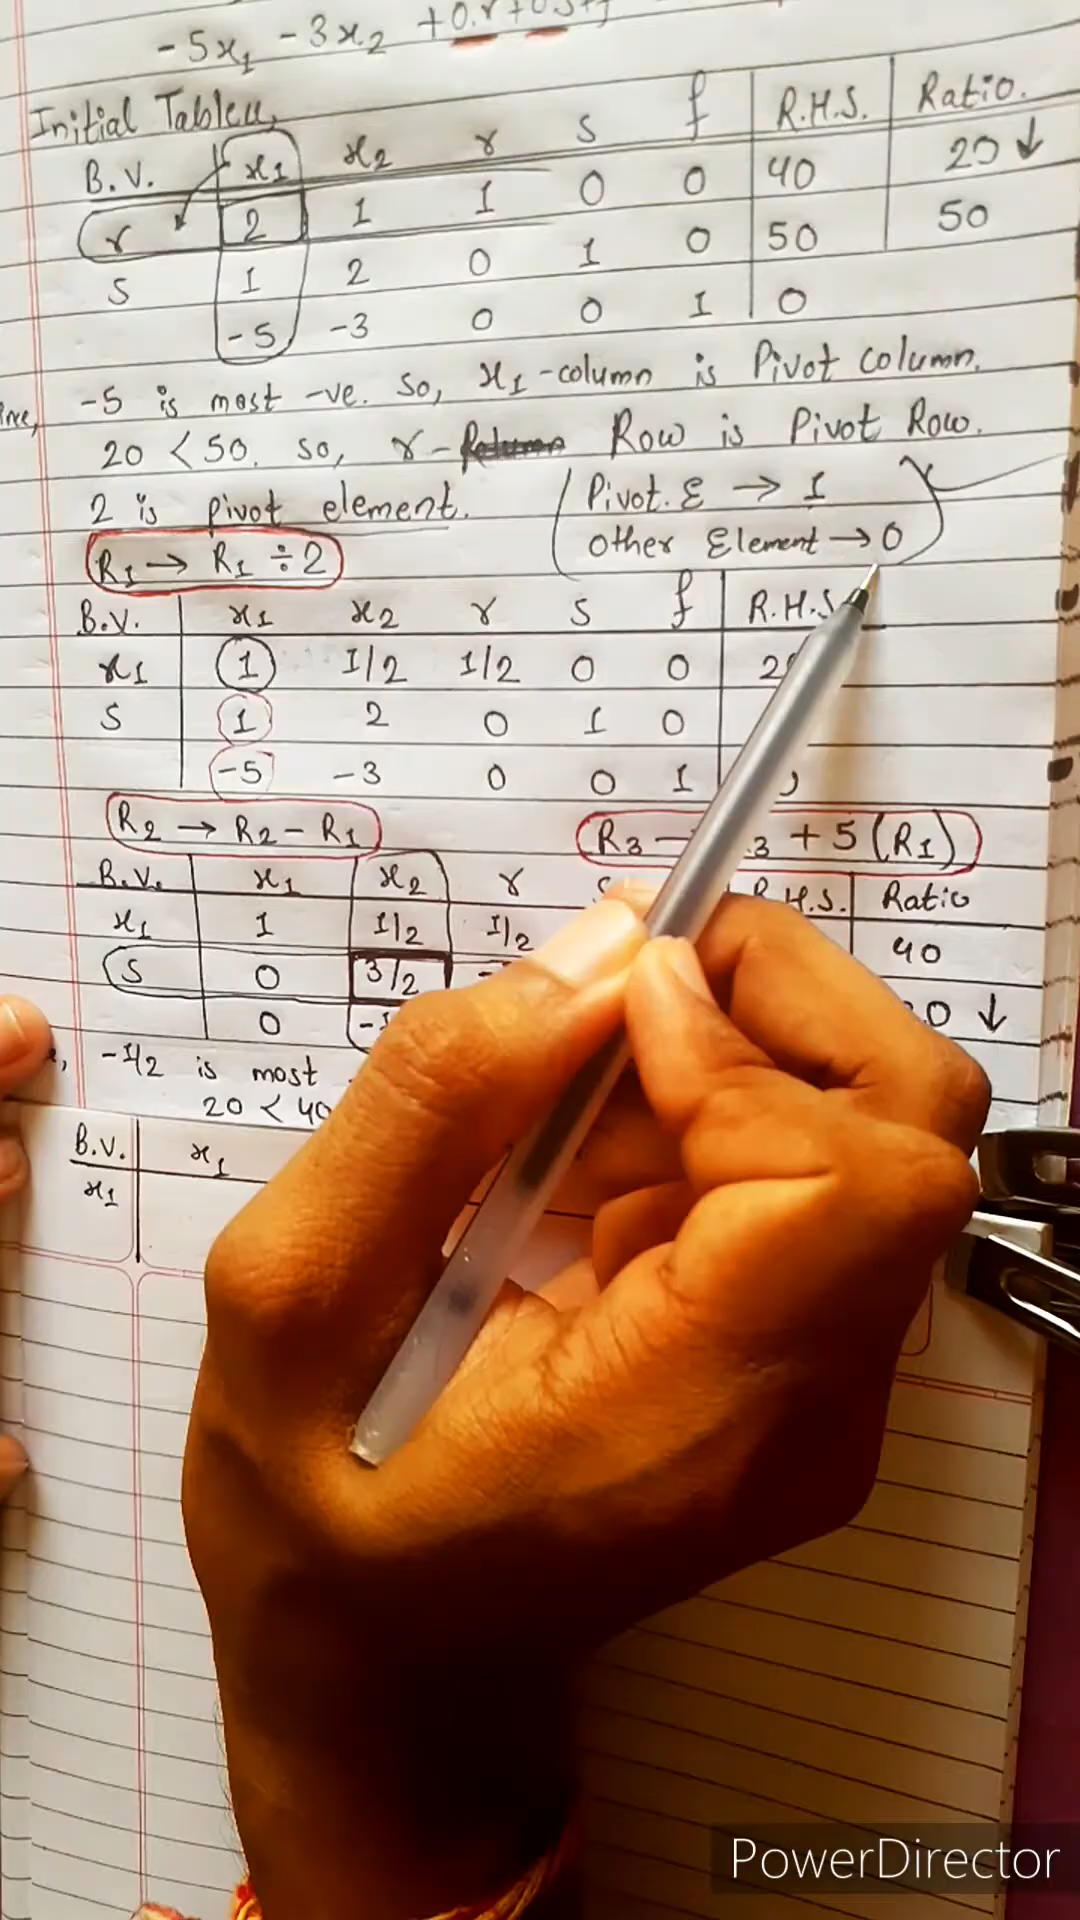 -5x₁ -3x₂ +0.r+0.s+f
Initial Tableu,
B.V. x₁ x₂ r s f R.H.S. Ratio.
r 2 1 1 0 0 40 20 ↓
s 1 2 0 1 0 50 50
-5 -3 0 0 1 0
-5 is most -ve. so, x₁-column is Pivot column.
20 < 50. so, r- Row is Pivot Row.
2 is pivot element.
(Pivot. E → 1
other Element → 0)
R₁ → R₁ ÷ 2
B.V. x₁ x₂ r s f R.H.S
x₁ 1 1/2 1/2 0 0
s 1 2 0 1 0
-5 -3 0 0 1
R₂ → R₂ - R₁
+ 5 (R₁)
B.V. x₁ x₂ r R.H.S. Ratio
x₁ 1 1/2 1/2 40
s 0 3/2
0 ↓
-1/2 is most
20 < 40
B.V. x₁
x₁
PowerDirector